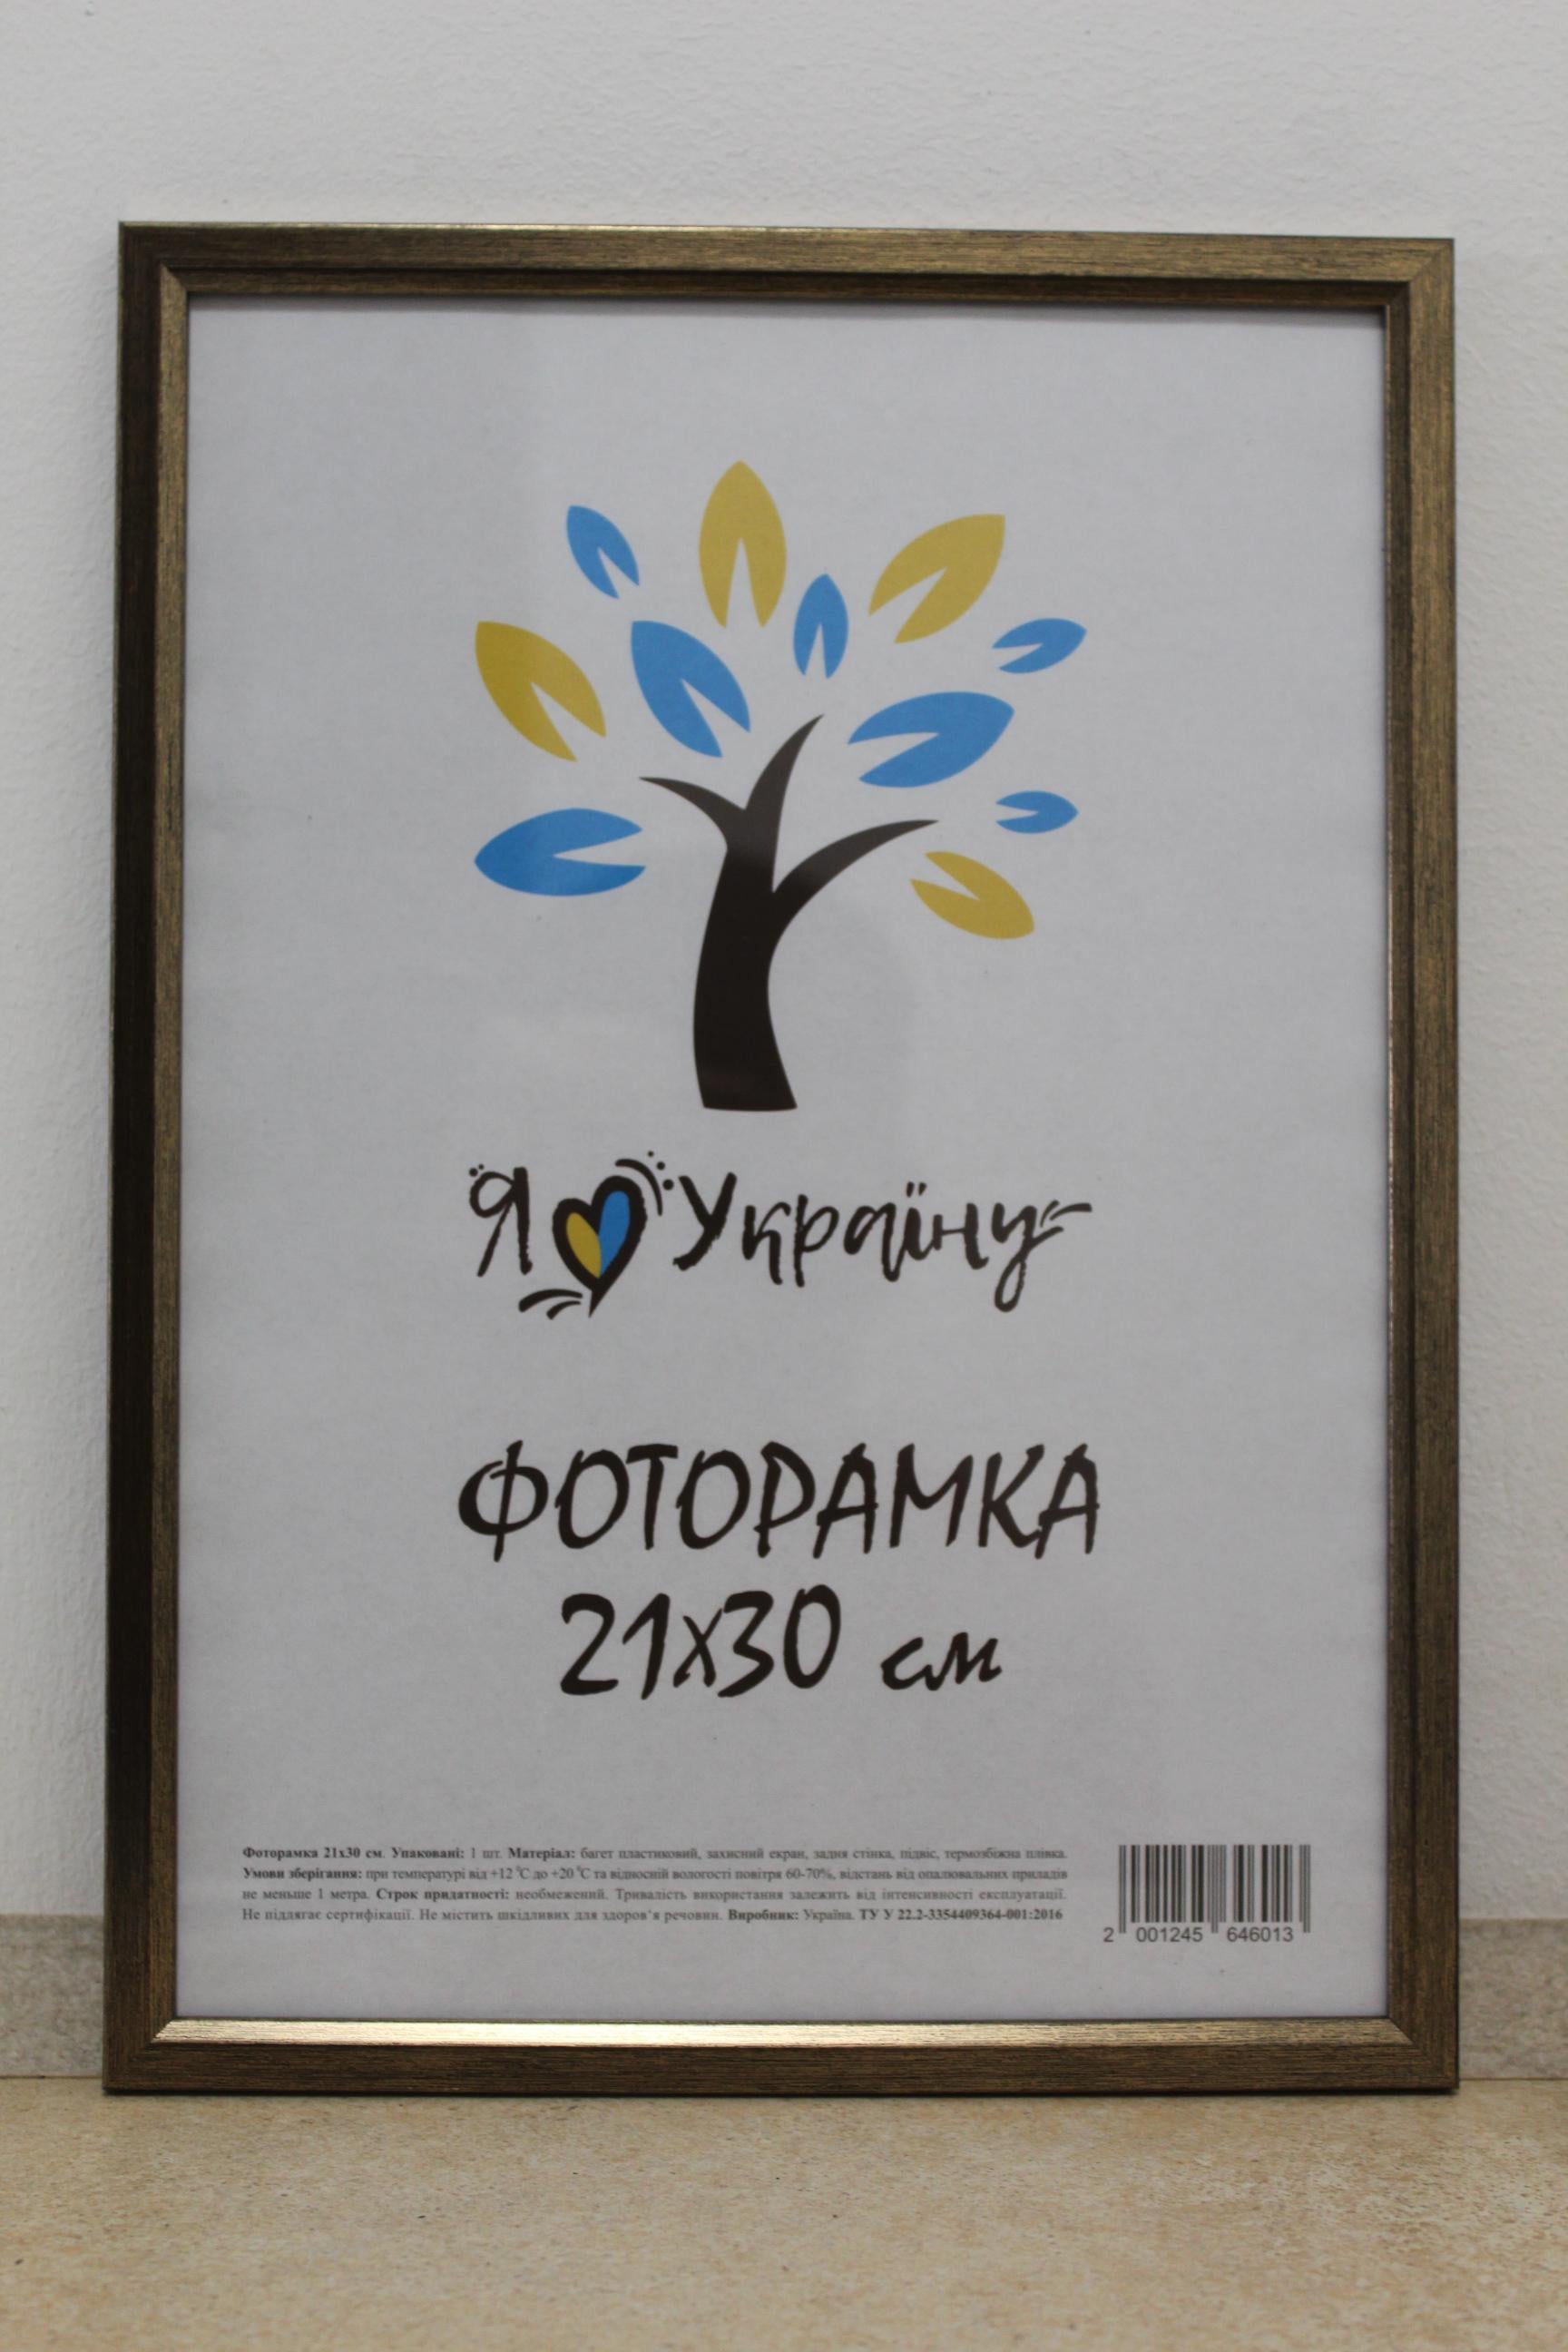 Я Україну
ФОТОРАМКА
21х30 см
Фоторамка 21х30 см. Упаковані: 1 шт. Матеріал: багет пластиковий, захисний екран, задня стінка, підвіс, термозбіжна плівка.
Умови зберігання: при температурі від +12 °С до +20 °С та відносній вологості повітря 60-70%, відстань від опалювальних приладів
не меньше 1 метра. Строк придатності: необмежений. Тривалість використання залежить від інтенсивності експлуатації.
Не підлягає сертифікації. Не містить шкідливих для здоров'я речовин. Виробник: Україна. ТУ У 22.2-3354409364-001:2016
2 001245 646013